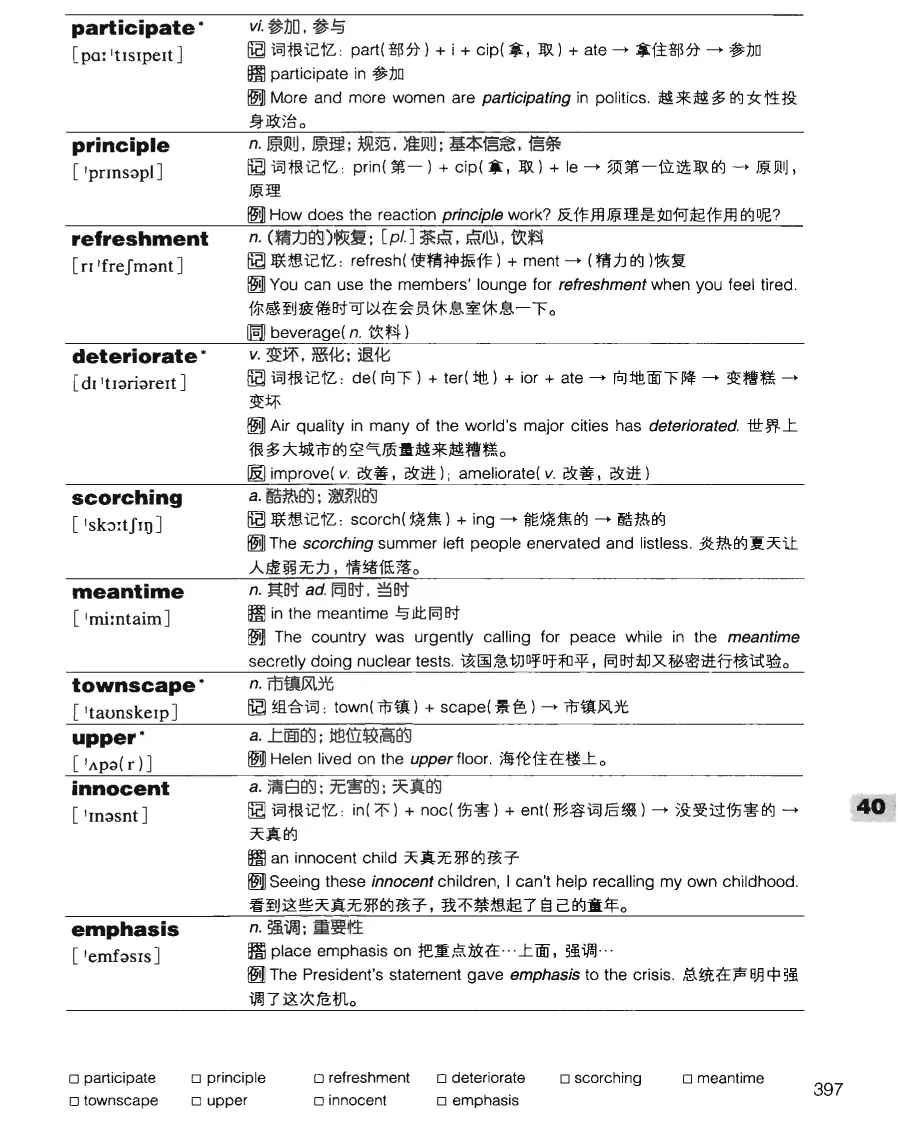 participate* vi. 参加，参与
[pɑːˈtɪsɪpeɪt] 记 词根记忆：part(部分) + i + cip(拿，取) + ate → 拿住部分 → 参加
搭 participate in 参加
例 More and more women are participating in politics. 越来越多的女性投
身政治。
principle n. 原则，原理；规范，准则；基本信念，信条
[ˈprɪnsəpl] 记 词根记忆：prin(第一) + cip(拿，取) + le → 须第一位选取的 → 原则，
原理
例 How does the reaction principle work? 反作用原理是如何起作用的呢?
refreshment n. (精力的)恢复；[pl.] 茶点，点心，饮料
[rɪˈfreʃmənt] 记 联想记忆：refresh(使精神振作) + ment → (精力的)恢复
例 You can use the members' lounge for refreshment when you feel tired.
你感到疲倦时可以在会员休息室休息一下。
同 beverage(n. 饮料)
deteriorate* v. 变坏，恶化；退化
[dɪˈtɪəriəreɪt] 记 词根记忆：de(向下) + ter(地) + ior + ate → 向地面下降 → 变糟糕 →
变坏
例 Air quality in many of the world's major cities has deteriorated. 世界上
很多大城市的空气质量越来越糟糕。
反 improve(v. 改善，改进)；ameliorate(v. 改善，改进)
scorching a. 酷热的；激烈的
[ˈskɔːtʃɪŋ] 记 联想记忆：scorch(烧焦) + ing → 能烧焦的 → 酷热的
例 The scorching summer left people enervated and listless. 炎热的夏天让
人虚弱无力，情绪低落。
meantime n. 其时 ad. 同时，当时
[ˈmiːntaim] 搭 in the meantime 与此同时
例 The country was urgently calling for peace while in the meantime
secretly doing nuclear tests. 该国急切呼吁和平，同时却又秘密进行核试验。
townscape* n. 市镇风光
[ˈtaʊnskeɪp] 记 组合词：town(市镇) + scape(景色) → 市镇风光
upper* a. 上面的；地位较高的
[ˈʌpə(r)] 例 Helen lived on the upper floor. 海伦住在楼上。
innocent a. 清白的；无害的；天真的
[ˈɪnəsnt] 记 词根记忆：in(不) + noc(伤害) + ent(形容词后缀) → 没受过伤害的 →
天真的
搭 an innocent child 天真无邪的孩子
例 Seeing these innocent children, I can't help recalling my own childhood.
看到这些天真无邪的孩子，我不禁想起了自己的童年。
emphasis n. 强调；重要性
[ˈemfəsɪs] 搭 place emphasis on 把重点放在…上面，强调…
例 The President's statement gave emphasis to the crisis. 总统在声明中强
调了这次危机。
40
□ participate □ principle □ refreshment □ deteriorate □ scorching □ meantime
□ townscape □ upper □ innocent □ emphasis
397